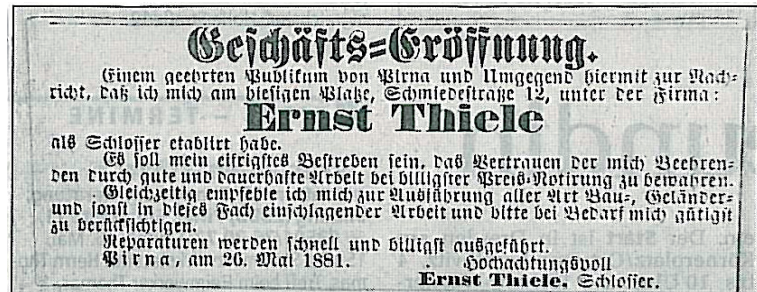 Geschäfts=Eröffnung.
Einem geehrten Publikum von Pirna und Umgegend hiermit zur Nach=
richt, daß ich mich am hiesigen Platze, Schmiedestraße 12, unter der Firma:
Ernst Thiele
als Schlosser etablirt habe.
Es soll mein eifrigstes Bestreben sein, das Vertrauen der mich Beehren=
den durch gute und dauerhafte Arbeit bei billigster Preis=Notirung zu bewahren.
Gleichzeitig empfehle ich mich zur Ausführung aller Art Bau=, Geländer=
und sonst in dieses Fach einschlagender Arbeit und bitte bei Bedarf mich gütigst
zu berücksichtigen.
Reparaturen werden schnell und billigst ausgeführt.
Pirna, am 26. Mai 1881. Hochachtungsvoll
Ernst Thiele, Schlosser.